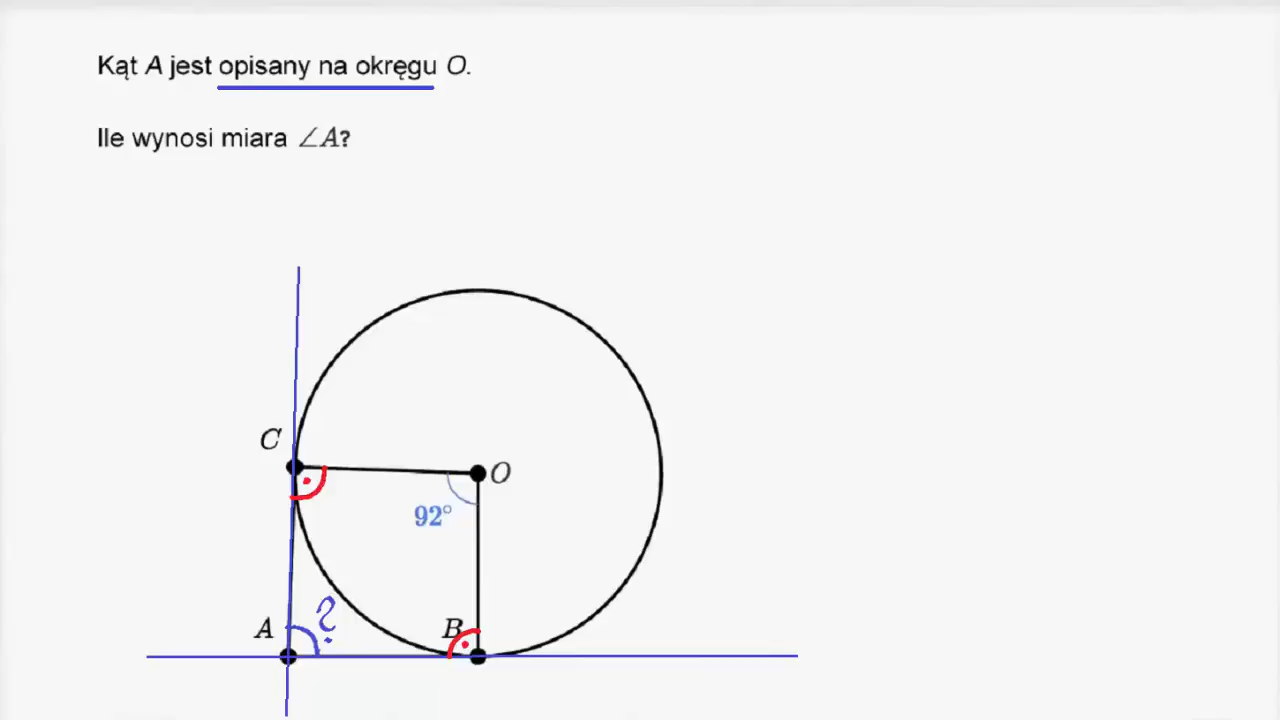 Kąt A jest opisany na okręgu O.
Ile wynosi miara ∠A?
C
O
92°
A
?
B